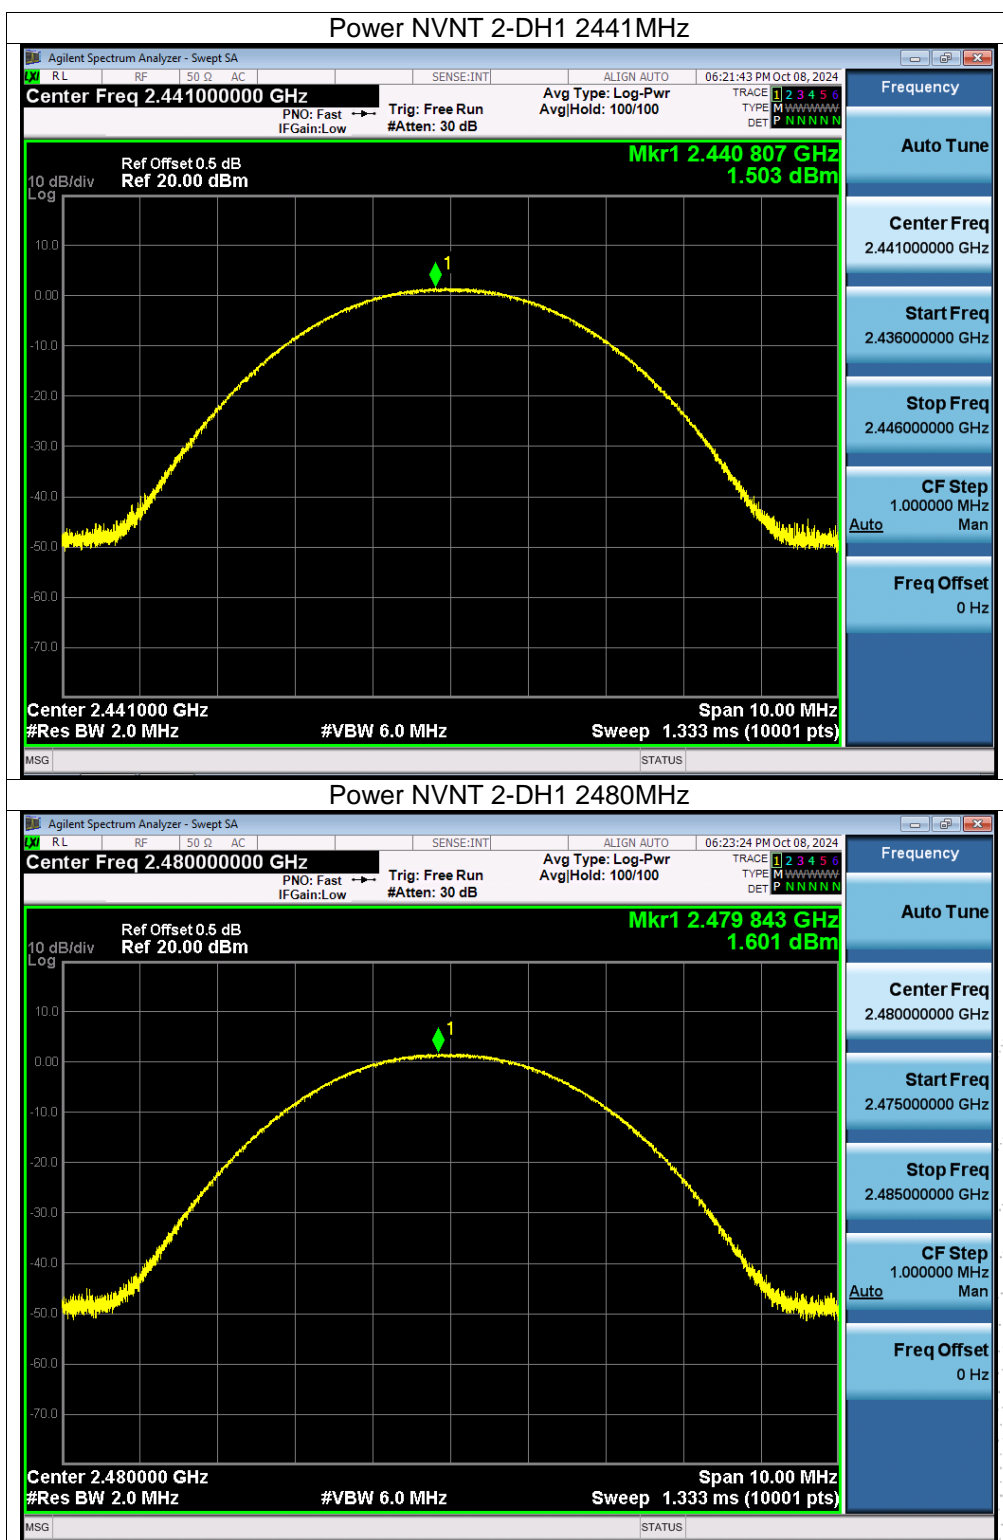 Power NVNT 2-DH1 2441MHz
Agilent Spectrum Analyzer - Swept SA
LXI RL RF 50 Ω AC SENSE:INT ALIGN AUTO 06:21:43 PM Oct 08, 2024
Center Freq 2.441000000 GHz
PNO: Fast
IFGain:Low
Trig: Free Run
#Atten: 30 dB
Avg Type: Log-Pwr
Avg|Hold: 100/100
TRACE 1 2 3 4 5 6
TYPE M WWWWW
DET P N N N N N
Ref Offset 0.5 dB
10 dB/div Ref 20.00 dBm
Log
Mkr1 2.440 807 GHz
1.503 dBm
10.0
0.00
-10.0
-20.0
-30.0
-40.0
-50.0
-60.0
-70.0
1
Center 2.441000 GHz Span 10.00 MHz
#Res BW 2.0 MHz #VBW 6.0 MHz Sweep 1.333 ms (10001 pts)
MSG STATUS
Frequency
Auto Tune
Center Freq
2.441000000 GHz
Start Freq
2.436000000 GHz
Stop Freq
2.446000000 GHz
CF Step
1.000000 MHz
Auto Man
Freq Offset
0 Hz
Power NVNT 2-DH1 2480MHz
Agilent Spectrum Analyzer - Swept SA
LXI RL RF 50 Ω AC SENSE:INT ALIGN AUTO 06:23:24 PM Oct 08, 2024
Center Freq 2.480000000 GHz
PNO: Fast
IFGain:Low
Trig: Free Run
#Atten: 30 dB
Avg Type: Log-Pwr
Avg|Hold: 100/100
TRACE 1 2 3 4 5 6
TYPE M WWWWW
DET P N N N N N
Ref Offset 0.5 dB
10 dB/div Ref 20.00 dBm
Log
Mkr1 2.479 843 GHz
1.601 dBm
10.0
0.00
-10.0
-20.0
-30.0
-40.0
-50.0
-60.0
-70.0
1
Center 2.480000 GHz Span 10.00 MHz
#Res BW 2.0 MHz #VBW 6.0 MHz Sweep 1.333 ms (10001 pts)
MSG STATUS
Frequency
Auto Tune
Center Freq
2.480000000 GHz
Start Freq
2.475000000 GHz
Stop Freq
2.485000000 GHz
CF Step
1.000000 MHz
Auto Man
Freq Offset
0 Hz